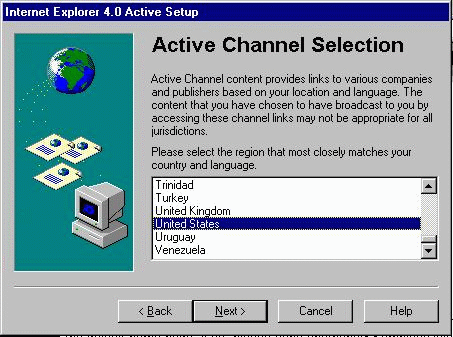 Internet Explorer 4.0 Active Setup
Active Channel Selection
Active Channel content provides links to various companies
and publishers based on your location and language. The
content that you have chosen to have broadcast to you by
accessing these channel links may not be appropriate for all
jurisdictions.
Please select the region that most closely matches your
country and language.
Trinidad
Turkey
United Kingdom
United States
Uruguay
Venezuela
< Back
Next >
Cancel
Help